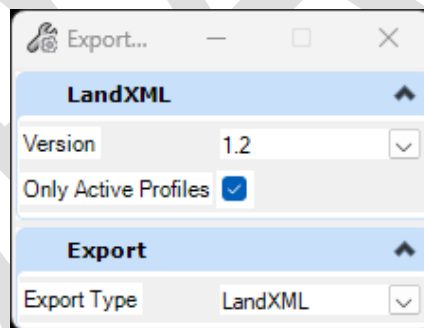 Export...
LandXML
Version 1.2
Only Active Profiles
Export
Export Type LandXML